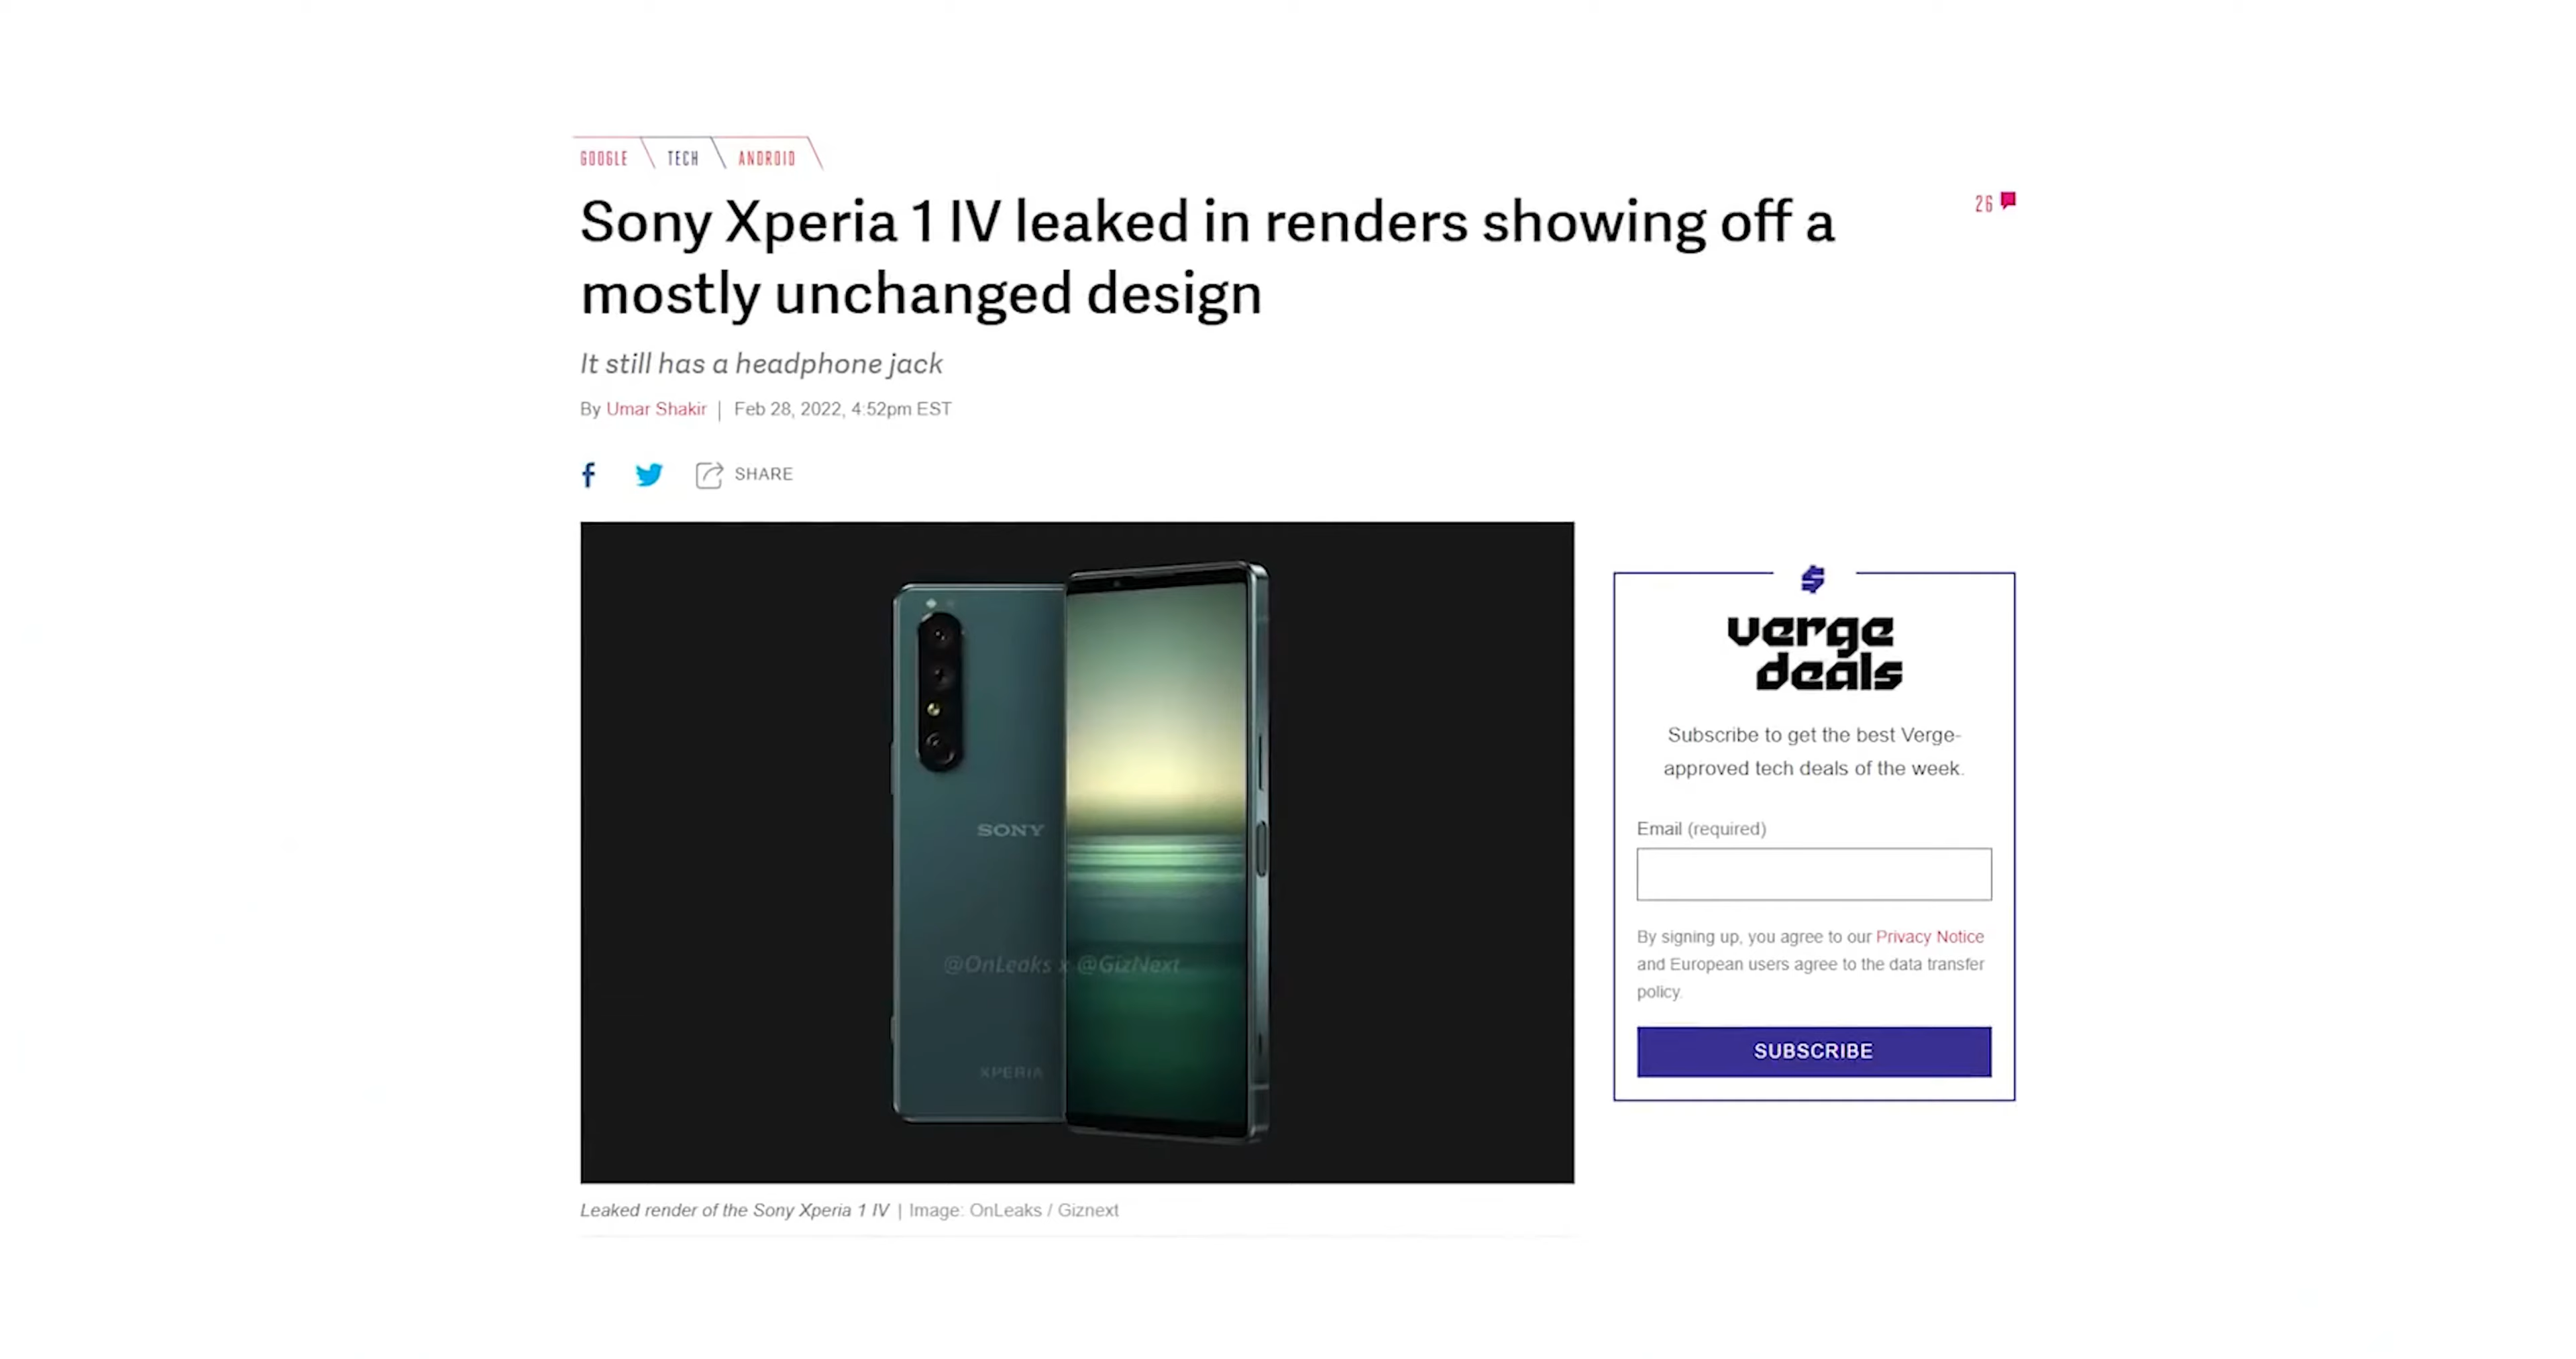 GOOGLE TECH ANDROID
Sony Xperia 1 IV leaked in renders showing off a
mostly unchanged design
26
It still has a headphone jack
By Umar Shakir | Feb 28, 2022, 4:52pm EST
SHARE
SONY
@OnLeaks x @GizNext
XPERIA
Leaked render of the Sony Xperia 1 IV | Image: OnLeaks / Giznext
$
verge
deals
Subscribe to get the best Verge-
approved tech deals of the week.
Email (required)
By signing up, you agree to our Privacy Notice
and European users agree to the data transfer
policy.
SUBSCRIBE